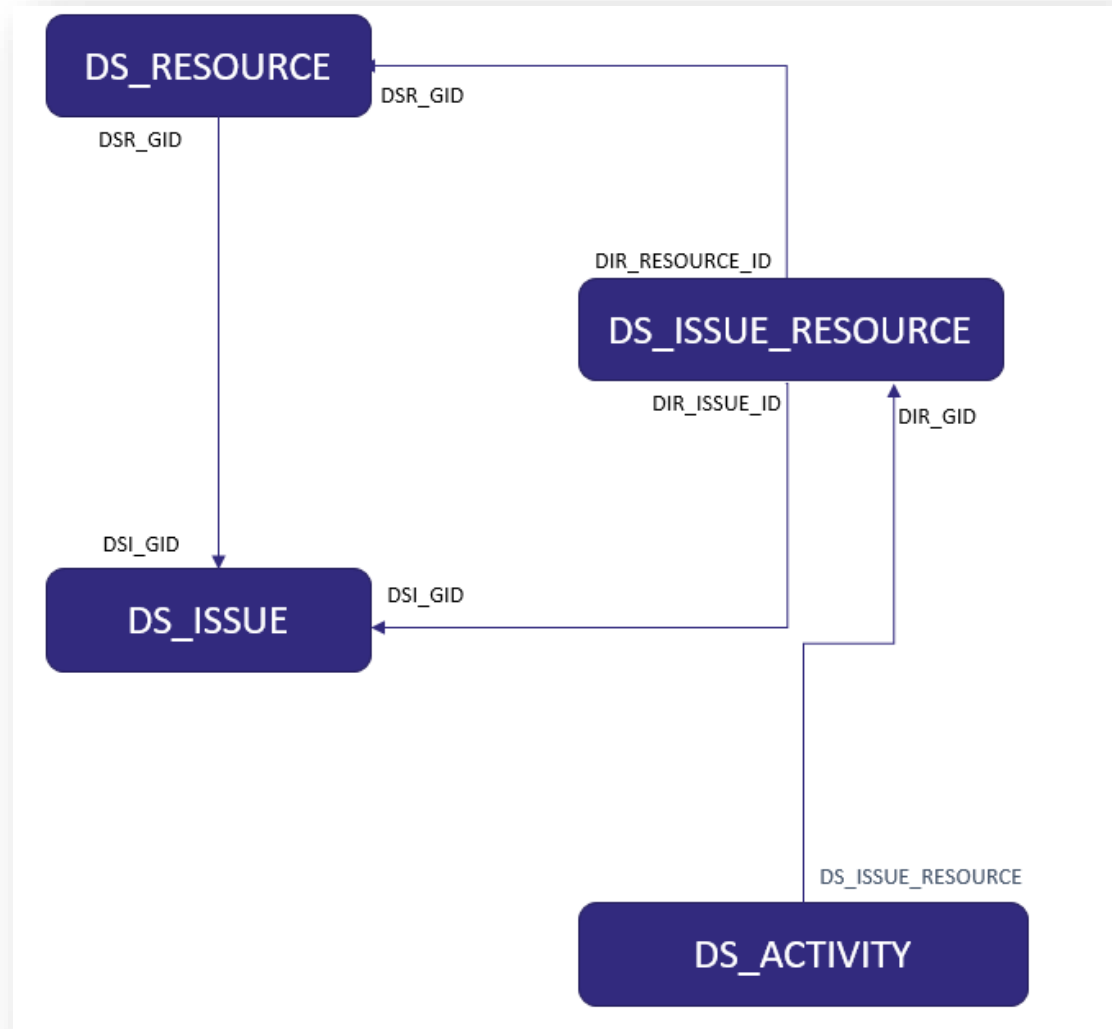 DS_RESOURCE
DSR_GID
DSR_GID
DIR_RESOURCE_ID
DS_ISSUE_RESOURCE
DIR_ISSUE_ID
DIR_GID
DSI_GID
DSI_GID
DS_ISSUE
DS_ISSUE_RESOURCE
DS_ACTIVITY